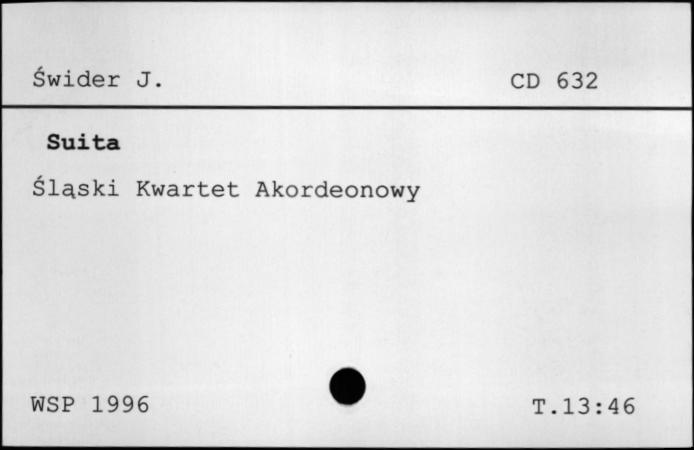 Świder J. CD 632
Suita
Śląski Kwartet Akordeonowy
WSP 1996 T.13:46